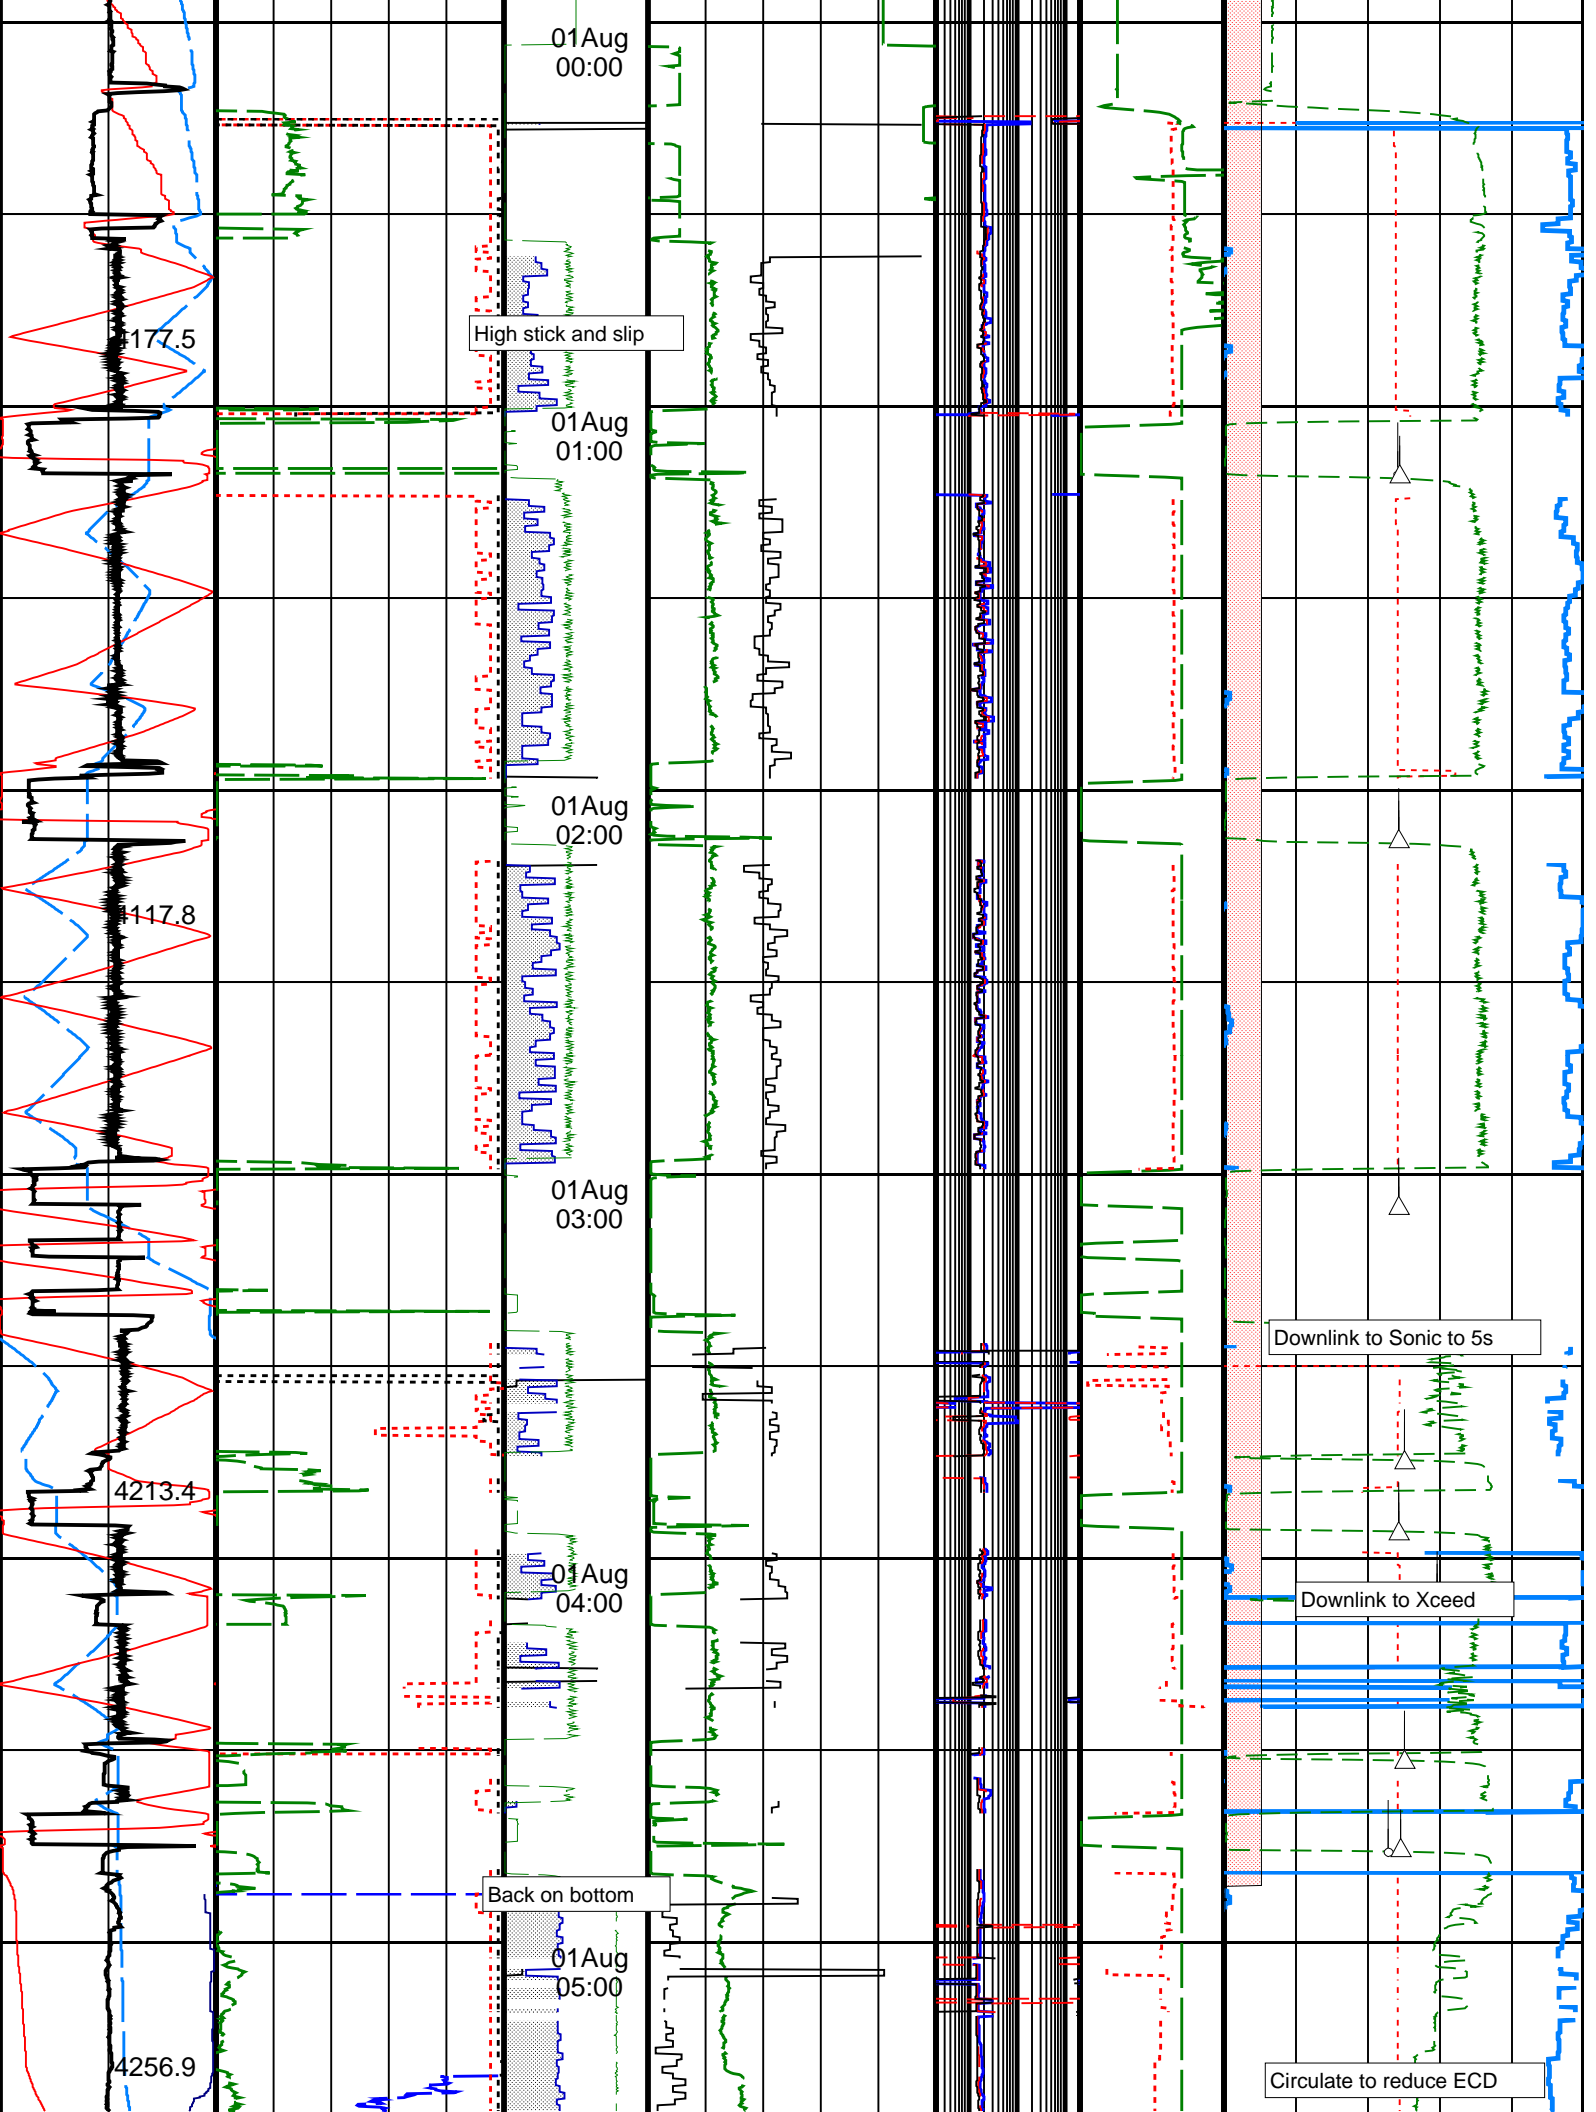 01Aug
00:00
High stick and slip
4177.5
01Aug
01:00
01Aug
02:00
4117.8
01Aug
03:00
Downlink to Sonic to 5s
4213.4
01Aug
04:00
Downlink to Xceed
Back on bottom
01Aug
05:00
4256.9
Circulate to reduce ECD